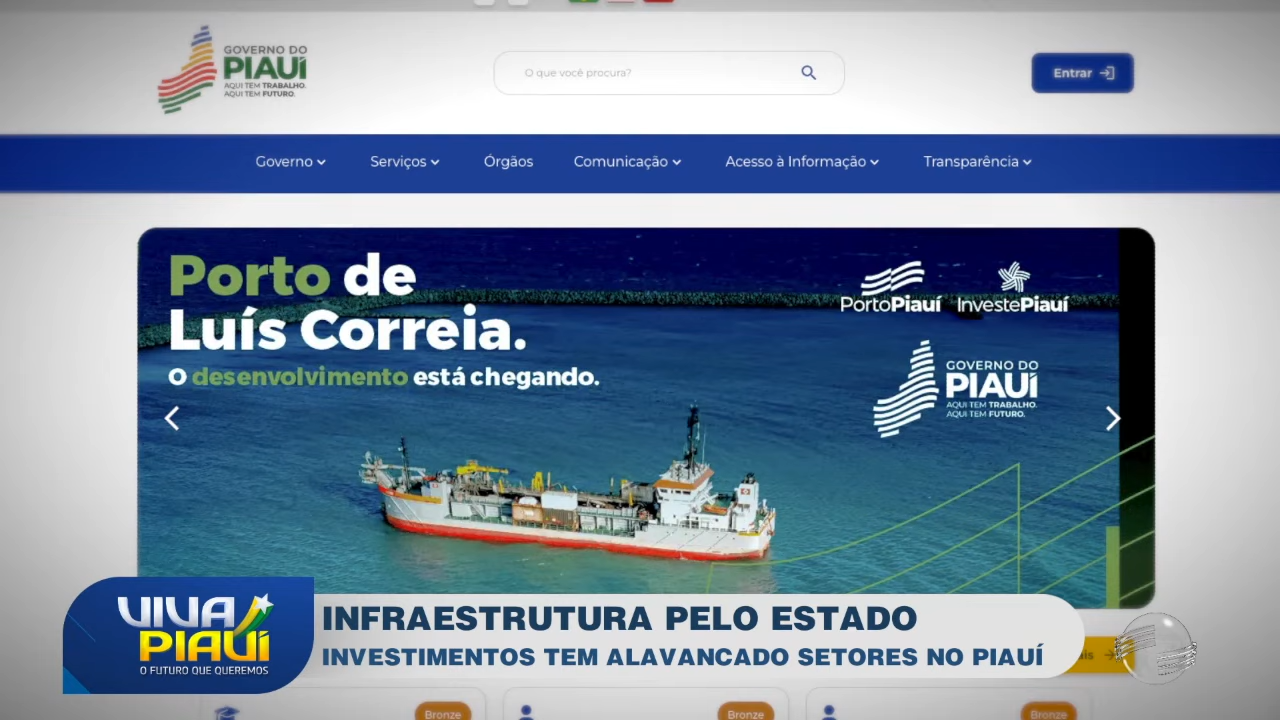 GOVERNO DO
PIAUÍ
AQUI TEM TRABALHO.
AQUI TEM FUTURO.
O que você procura?
Entrar
Governo
Serviços
Órgãos
Comunicação
Acesso à Informação
Transparência
Porto de
Luís Correia.
O desenvolvimento está chegando.
PortoPiauí
InvestePiauí
GOVERNO DO
PIAUÍ
AQUI TEM TRABALHO.
AQUI TEM FUTURO.
VIVA
PIAUÍ
O FUTURO QUE QUEREMOS
INFRAESTRUTURA PELO ESTADO
INVESTIMENTOS TEM ALAVANCADO SETORES NO PIAUÍ
Bronze
Bronze
Bronze